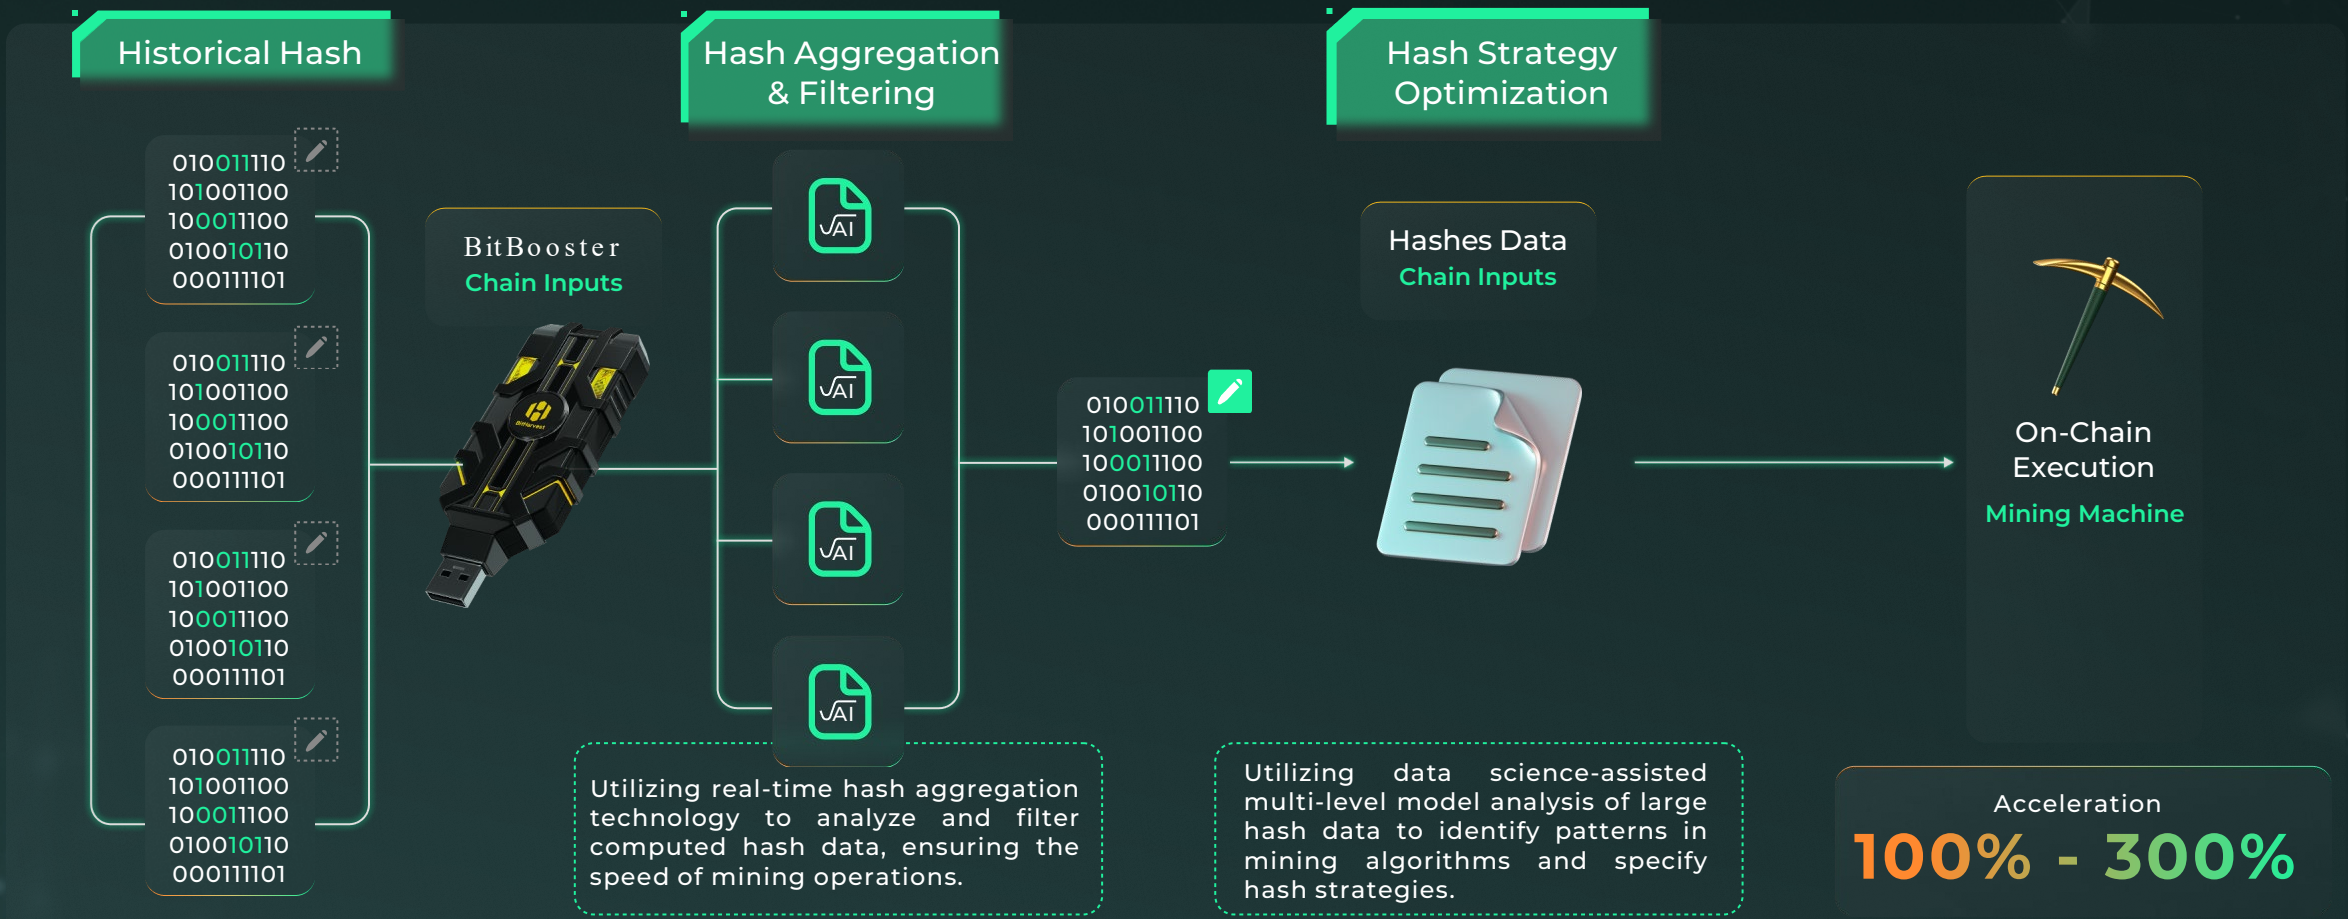 Historical Hash
Hash Aggregation
& Filtering
Hash Strategy
Optimization
010011110
101001100
100011100
010010110
000111101
010011110
101001100
100011100
010010110
000111101
010011110
101001100
100011100
010010110
000111101
010011110
101001100
100011100
010010110
000111101
BitBooster
Chain Inputs
BitHarvest
√AI
√AI
√AI
√AI
Utilizing real-time hash aggregation
technology to analyze and filter
computed hash data, ensuring the
speed of mining operations.
010011110
101001100
100011100
010010110
000111101
Hashes Data
Chain Inputs
Utilizing data science-assisted
multi-level model analysis of large
hash data to identify patterns in
mining algorithms and specify
hash strategies.
On-Chain
Execution
Mining Machine
Acceleration
100% - 300%